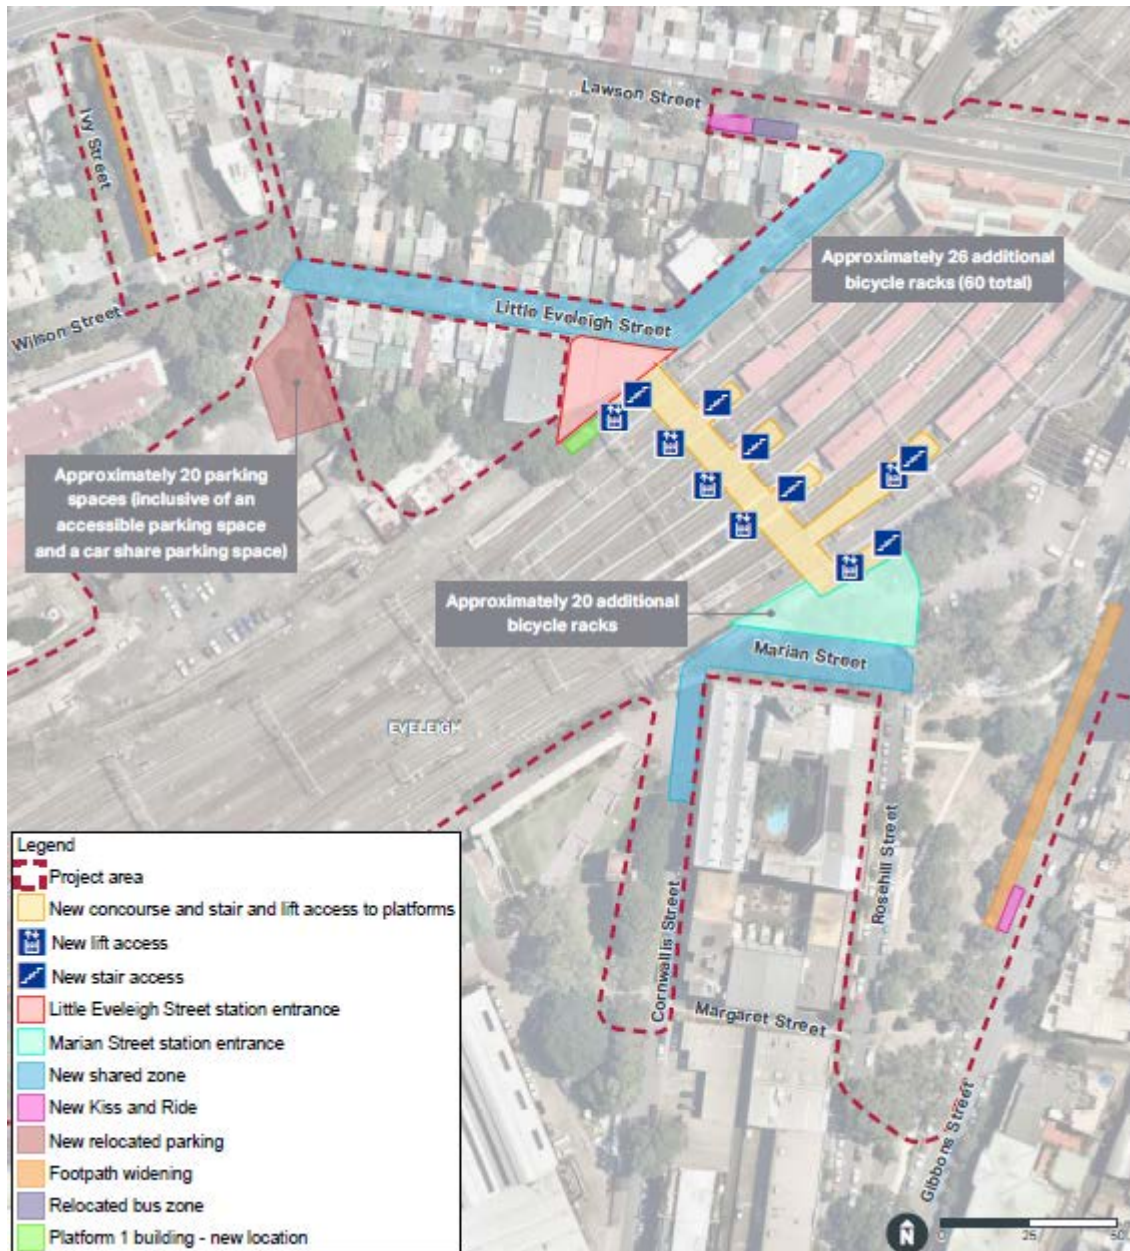 Lawson Street
Ivy Street
Approximately 26 additional
bicycle racks (60 total)
Little Eveleigh Street
Wilson Street
Approximately 20 parking
spaces (inclusive of an
accessible parking space
and a car share parking space)
Approximately 20 additional
bicycle racks
Marian Street
EVELEIGH
Rosehill Street
Cornwallis Street
Margaret Street
Gibbons Street
Legend
Project area
New concourse and stair and lift access to platforms
New lift access
New stair access
Little Eveleigh Street station entrance
Marian Street station entrance
New shared zone
New Kiss and Ride
New relocated parking
Footpath widening
Relocated bus zone
Platform 1 building - new location
N
0 25 50